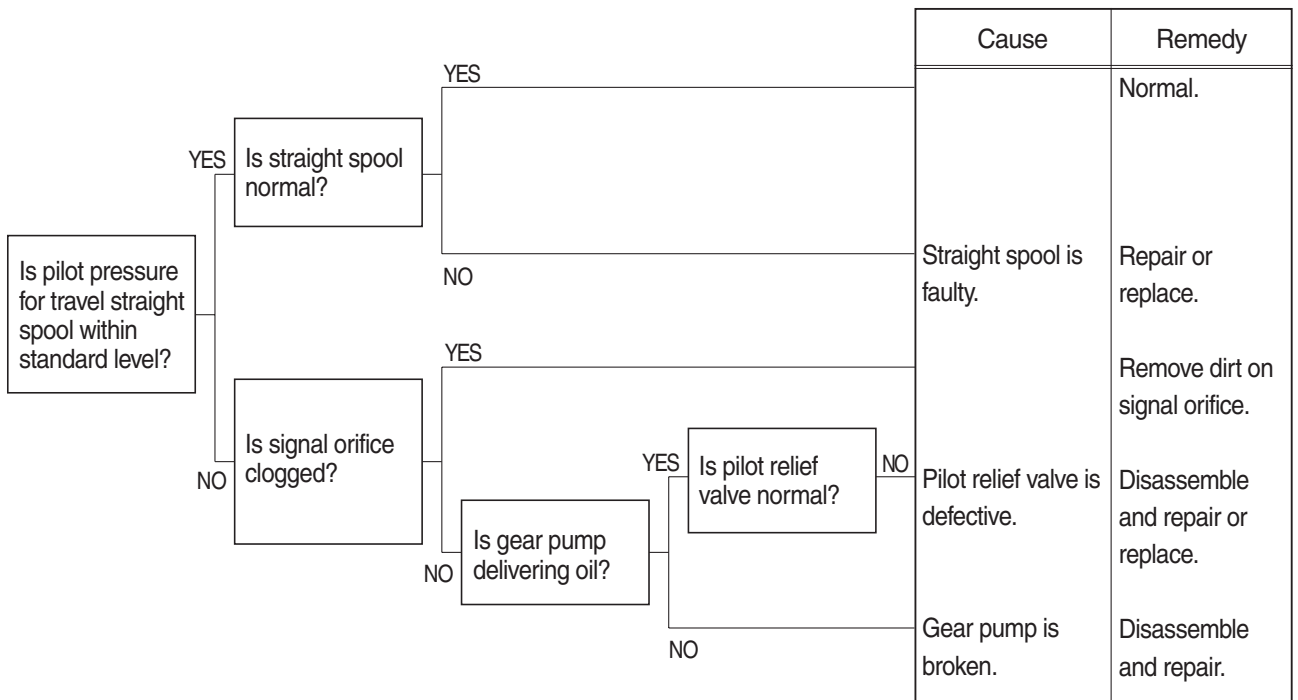 Cause
Remedy
YES
Normal.
YES
Is straight spool
normal?
NO
Straight spool is
faulty.
Repair or
replace.
Is pilot pressure
for travel straight
spool within
standard level?
YES
Remove dirt on
signal orifice.
NO
Is signal orifice
clogged?
YES
Is pilot relief
valve normal?
NO
Pilot relief valve is
defective.
Disassemble
and repair or
replace.
NO
Is gear pump
delivering oil?
NO
Gear pump is
broken.
Disassemble
and repair.